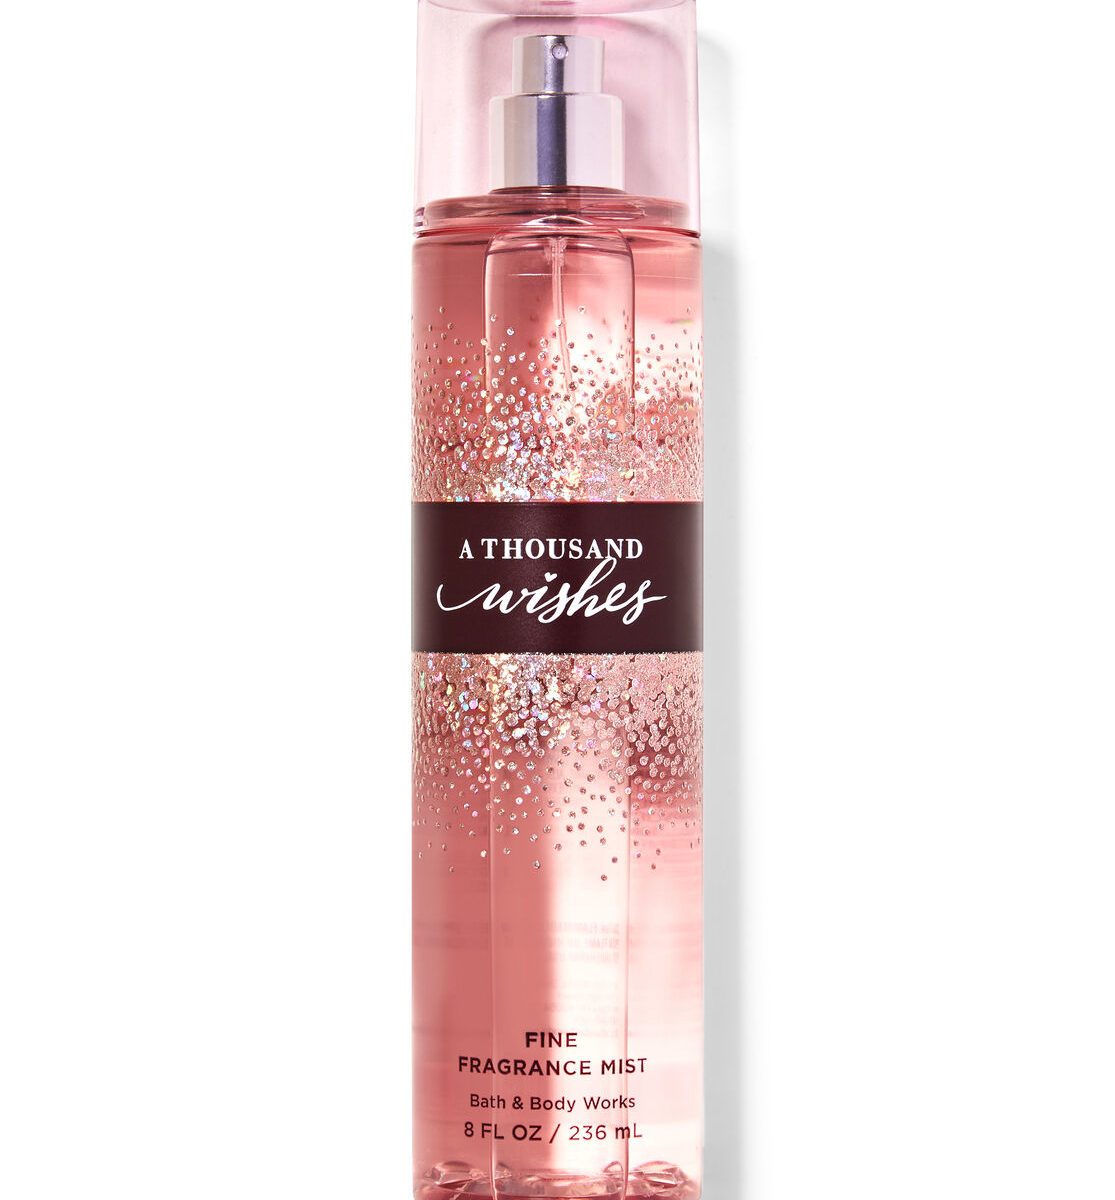 A THOUSAND
wishes
FINE
FRAGRANCE MIST
Bath & Body Works
8 FL OZ / 236 mL